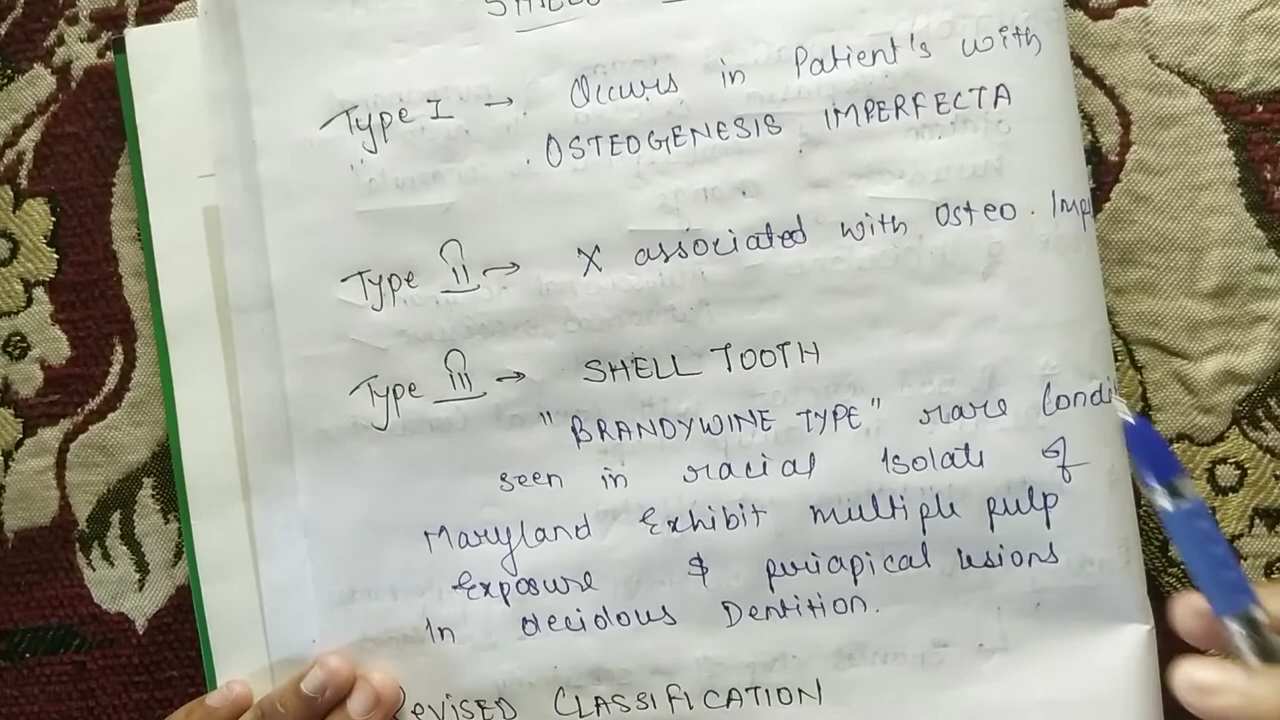 SHIELD
Type I → Occurs in Patient's with
OSTEOGENESIS IMPERFECTA
Type II → X associated with Osteo. Imp
Type III → SHELL TOOTH
"BRANDYWINE TYPE" rare Condi
seen in racial Isolate of
Maryland Exhibit multiple pulp
Exposure & periapical lesions
In decidous Dentition.
REVISED CLASSIFICATION